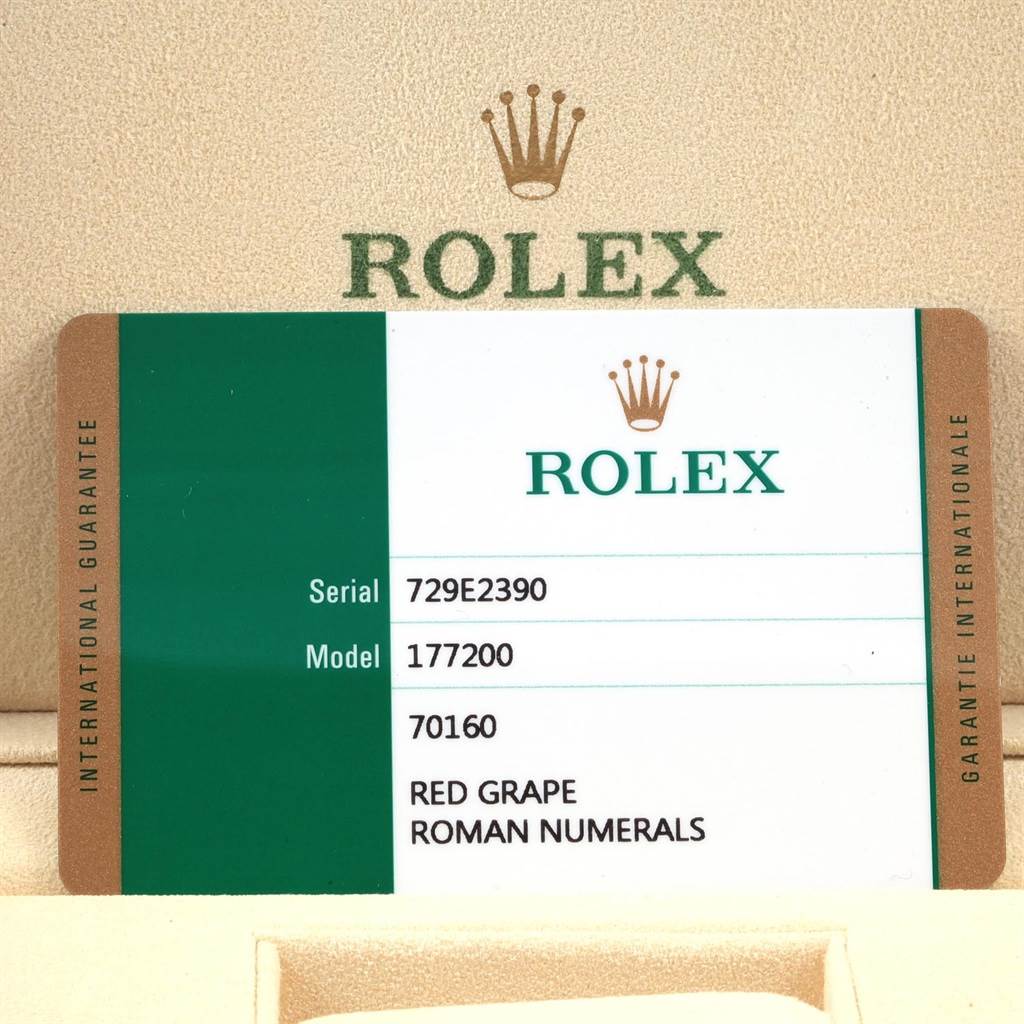 ROLEX
ROLEX
INTERNATIONAL GUARANTEE
Serial 729E2390
Model 177200
70160
RED GRAPE
ROMAN NUMERALS
GARANTIE INTERNATIONALE